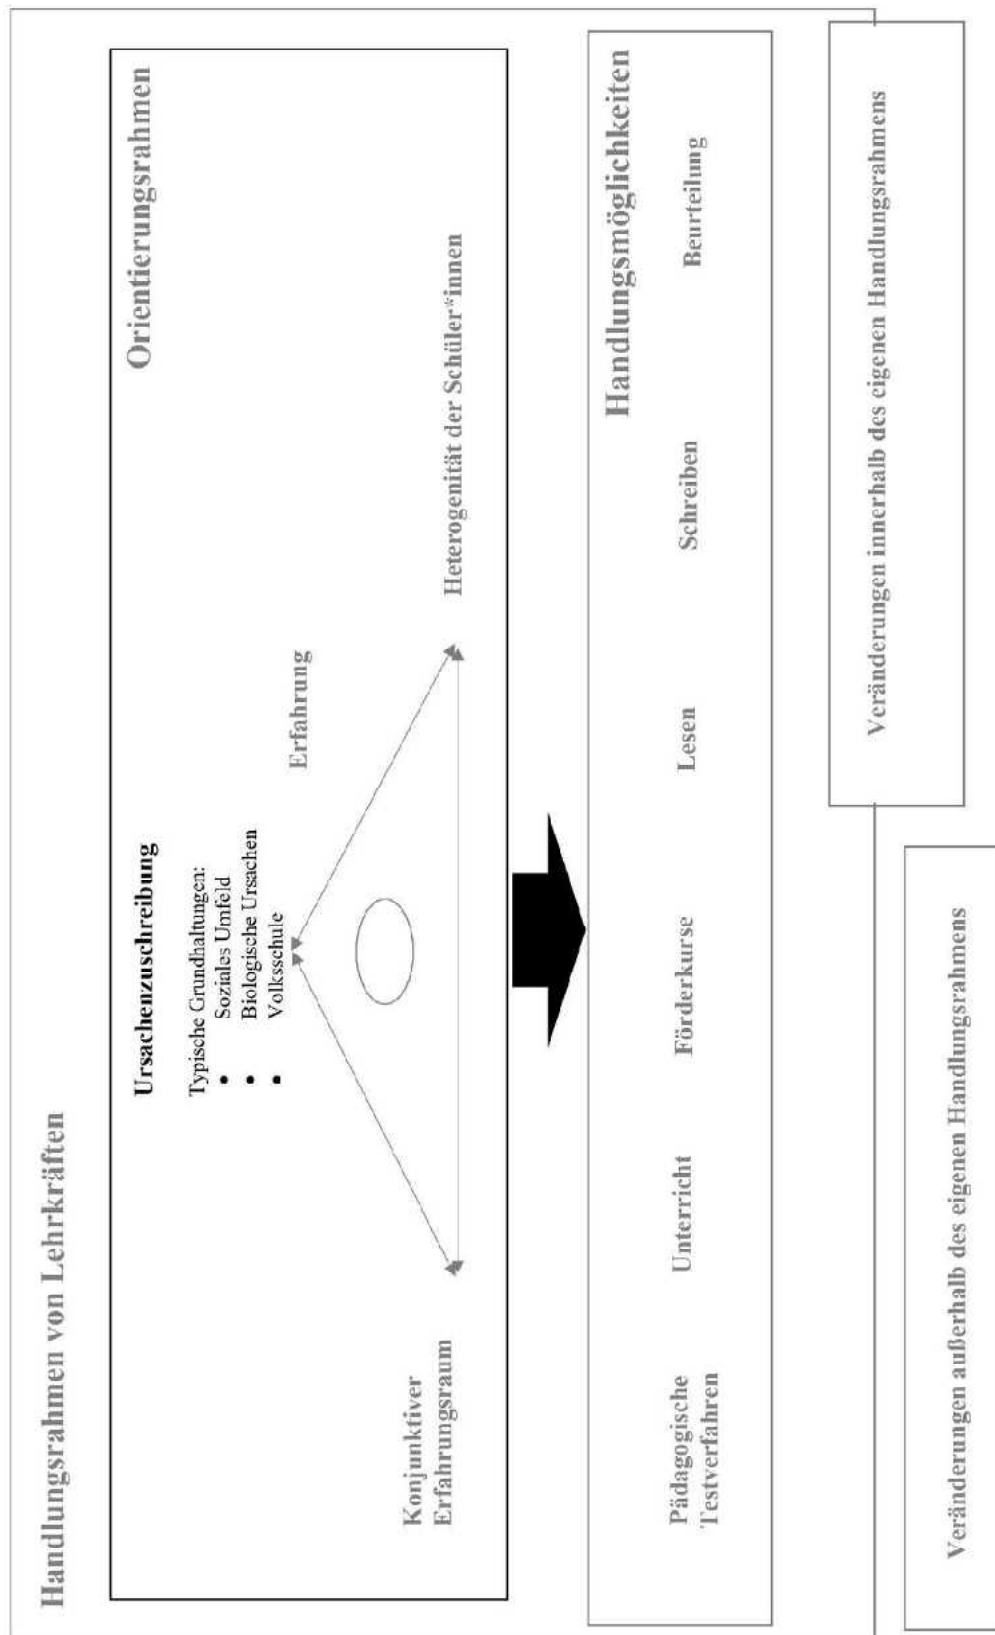 Handlungsrahmen von Lehrkräften
Orientierungsrahmen
Ursachenzuschreibung
Typische Grundhaltungen:
• Soziales Umfeld
• Biologische Ursachen
• Volksschule
Erfahrung
Konjunktiver
Erfahrungsraum
Heterogenität der Schüler*innen
Handlungsmöglichkeiten
Pädagogische
Testverfahren
Unterricht
Förderkurse
Lesen
Schreiben
Beurteilung
Veränderungen innerhalb des eigenen Handlungsrahmens
Veränderungen außerhalb des eigenen Handlungsrahmens